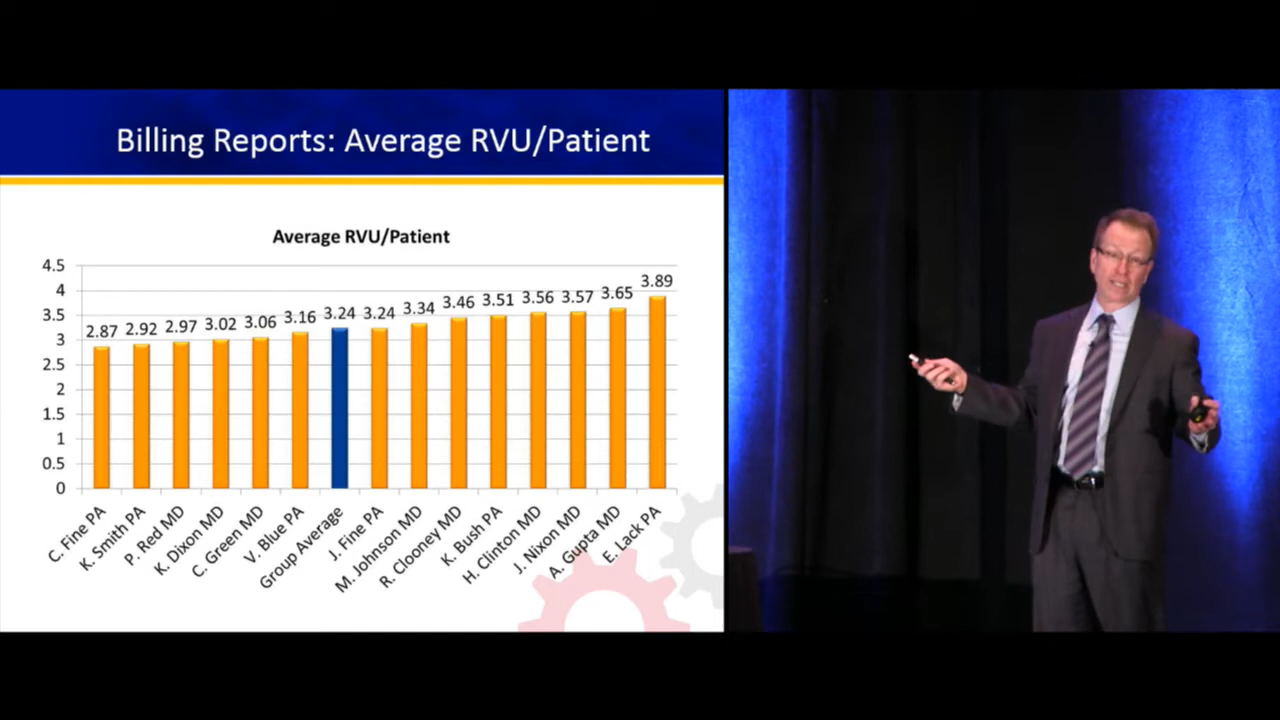 Billing Reports: Average RVU/Patient
Average RVU/Patient
4.5
4
3.5
3
2.5
2
1.5
1
0.5
0
2.87 2.92 2.97 3.02 3.06 3.16 3.24 3.24 3.34 3.46 3.51 3.56 3.57 3.65 3.89
C. Fine PA
K. Smith PA
P. Red MD
K. Dixon MD
C. Green MD
V. Blue PA
Group Average
J. Fine PA
M. Johnson MD
R. Clooney MD
K. Bush PA
H. Clinton MD
J. Nixon MD
A. Gupta MD
E. Lack PA